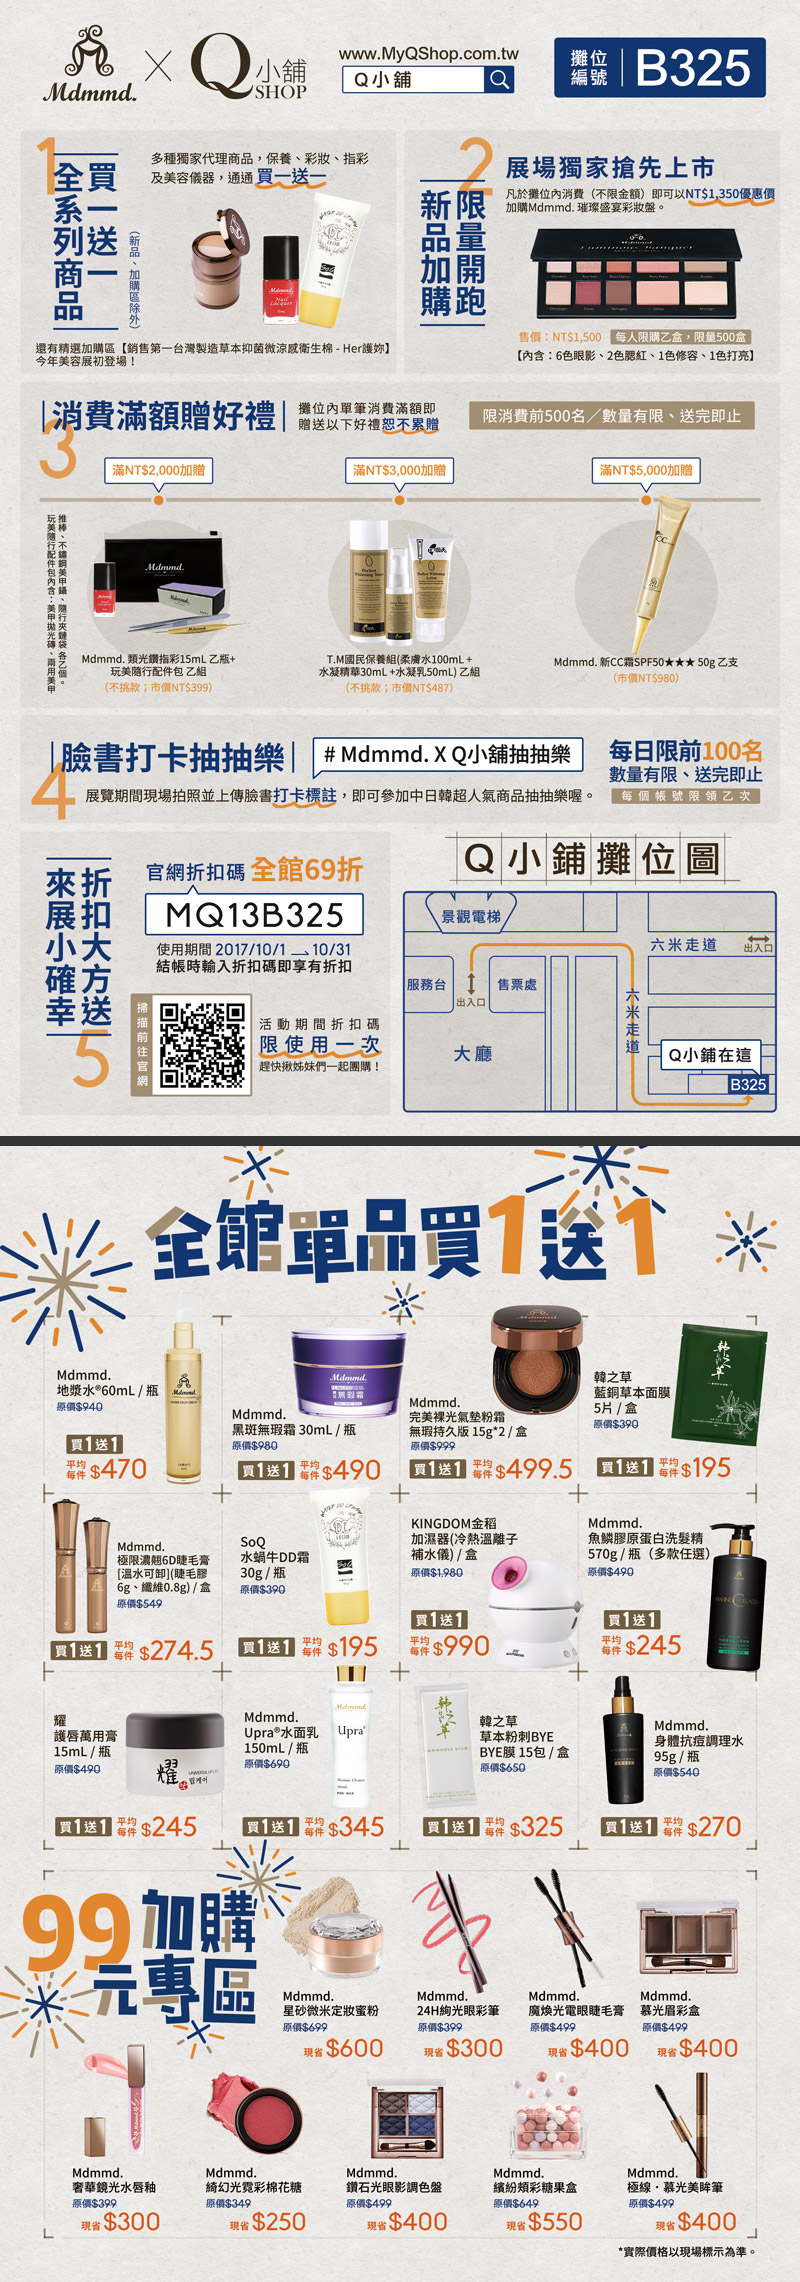 Mdmmd.
Q小舖
SHOP
www.MyQShop.com.tw
Q小舖
攤位
編號
B325
1
買一送一
全系列商品
(新品、加購區除外)
多種獨家代理商品，保養、彩妝、指彩
及美容儀器，通通買一送一
還有精選加購區【銷售第一台灣製造草本抑菌微涼感衛生棉 - Her護妳】
今年美容展初登場！
2
限量開跑
新品加購
展場獨家搶先上市
凡於攤位內消費（不限金額）即可以NT$1,350優惠價
加購Mdmmd. 璀璨盛宴彩妝盤。
售價：NT$1,500
每人限購乙盒，限量500盒
【內含：6色眼影、2色腮紅、1色修容、1色打亮】
3
消費滿額贈好禮
攤位內單筆消費滿額即
贈送以下好禮恕不累贈
限消費前500名／數量有限、送完即止
滿NT$2,000加贈
滿NT$3,000加贈
滿NT$5,000加贈
玩美隨行配件包內含：美甲拋光磚、兩用美甲
推棒、不鏽鋼美甲鑷、隨行夾鏈袋 各乙個。
Mdmmd. 類光鑽指彩15mL 乙瓶+
玩美隨行配件包 乙組
（不挑款；市價NT$399）
T.M國民保養組(柔膚水100mL +
水凝精華30mL +水凝乳50mL) 乙組
（不挑款；市價NT$487）
Mdmmd. 新CC霜SPF50★★★ 50g 乙支
(市價NT$980)
4
臉書打卡抽抽樂
# Mdmmd. X Q小舖抽抽樂
展覽期間現場拍照並上傳臉書打卡標註，即可參加中日韓超人氣商品抽抽樂喔。
每日限前100名
數量有限、送完即止
每個帳號限領乙次
折扣大方送
來展小確幸
5
官網折扣碼 全館69折
MQ13B325
使用期間 2017/10/1 → 10/31
結帳時輸入折扣碼即享有折扣
掃描前往官網
活動期間折扣碼
限使用一次
趕快揪姊妹們一起團購！
Q小鋪攤位圖
景觀電梯
六米走道
出入口
服務台
出入口
售票處
六米走道
大廳
Q小鋪在這
B325
全館單品買1送1
Mdmmd.
地漿水®60mL / 瓶
原價$940
買1送1
平均每件 $470
Mdmmd.
黑斑無瑕霜 30mL / 瓶
原價$980
買1送1 平均每件 $490
Mdmmd.
完美裸光氣墊粉霜
無瑕持久版 15g*2 / 盒
原價$999
買1送1 平均每件 $499.5
韓之草
藍銅草本面膜
5片 / 盒
原價$390
買1送1 平均每件 $195
Mdmmd.
極限濃翹6D睫毛膏
[溫水可卸](睫毛膠
6g、纖維0.8g) / 盒
原價$549
買1送1 平均每件 $274.5
SoQ
水蝸牛DD霜
30g / 瓶
原價$390
買1送1 平均每件 $195
KINGDOM金稻
加濕器(冷熱溫離子
補水儀) / 盒
原價$1,980
買1送1
平均每件 $990
Mdmmd.
魚鱗膠原蛋白洗髮精
570g / 瓶（多款任選）
原價$490
買1送1
平均每件 $245
耀
護唇萬用膏
15mL / 瓶
原價$490
買1送1 平均每件 $245
Mdmmd.
Upra®水面乳
150mL / 瓶
原價$690
買1送1 平均每件 $345
韓之草
草本粉刺BYE
BYE膜 15包 / 盒
原價$650
買1送1 平均每件 $325
Mdmmd.
身體抗痘調理水
95g / 瓶
原價$540
買1送1 平均每件 $270
99元加購專區
Mdmmd.
星砂微米定妝蜜粉
原價$699
現省 $600
Mdmmd.
24H絢光眼彩筆
原價$399
現省 $300
Mdmmd.
魔煥光電眼睫毛膏
原價$499
現省 $400
Mdmmd.
慕光眉彩盒
原價$499
現省 $400
Mdmmd.
奢華鏡光水唇釉
原價$399
現省 $300
Mdmmd.
綺幻光霓彩棉花糖
原價$349
現省 $250
Mdmmd.
鑽石光眼影調色盤
原價$499
現省 $400
Mdmmd.
繽紛頰彩糖果盒
原價$649
現省 $550
Mdmmd.
極線・慕光美眸筆
原價$499
現省 $400
*實際價格以現場標示為準。